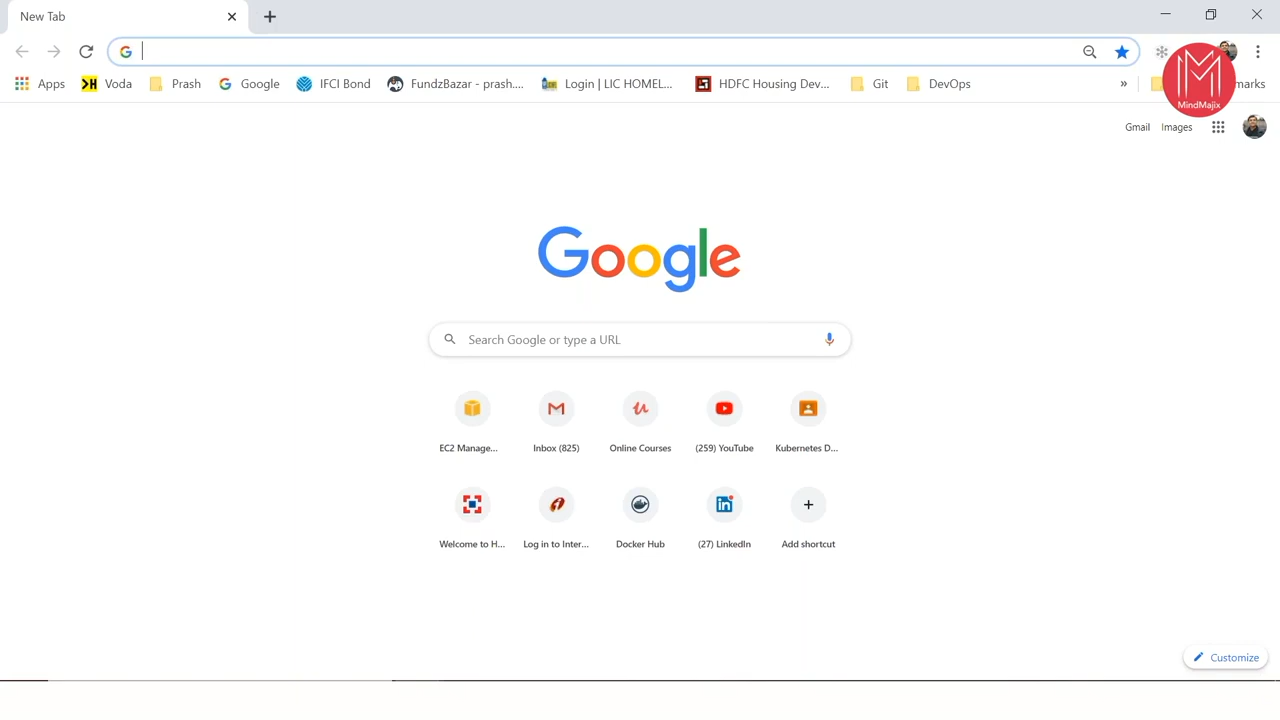 New Tab
Apps Voda Prash Google IFCI Bond FundzBazar - prash.... Login | LIC HOMEL... HDFC Housing Dev... Git DevOps » marks
MindMajix
Gmail Images
Google
Search Google or type a URL
EC2 Manage... Inbox (825) Online Courses (259) YouTube Kubernetes D...
Welcome to H... Log in to Inter... Docker Hub (27) LinkedIn Add shortcut
Customize